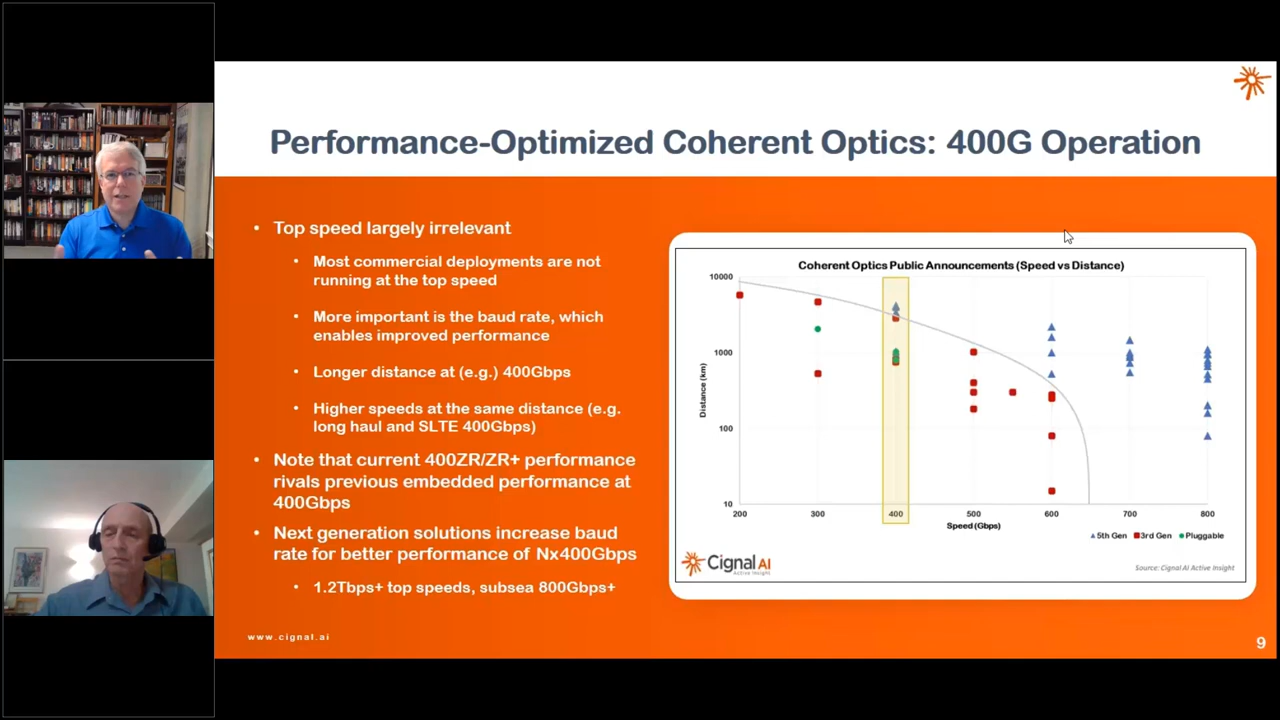 Performance-Optimized Coherent Optics: 400G Operation
• Top speed largely irrelevant
• Most commercial deployments are not
running at the top speed
• More important is the baud rate, which
enables improved performance
• Longer distance at (e.g.) 400Gbps
• Higher speeds at the same distance (e.g.
long haul and SLTE 400Gbps)
• Note that current 400ZR/ZR+ performance
rivals previous embedded performance at
400Gbps
• Next generation solutions increase baud
rate for better performance of Nx400Gbps
• 1.2Tbps+ top speeds, subsea 800Gbps+
Coherent Optics Public Announcements (Speed vs Distance)
Distance (km)
10000
1000
100
10
200 300 400 500 600 700 800
Speed (Gbps)
5th Gen 3rd Gen Pluggable
Cignal AI
Active Insight
Source: Cignal AI Active Insight
www.cignal.ai
9